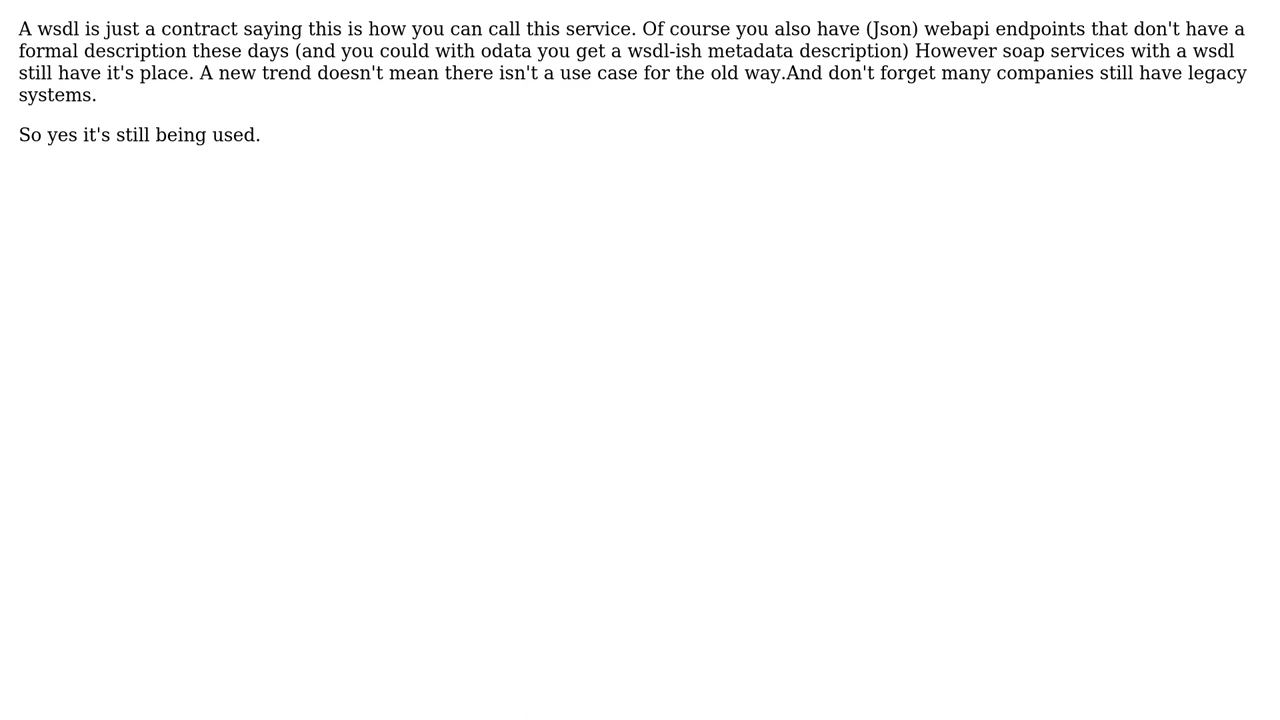 A wsdl is just a contract saying this is how you can call this service. Of course you also have (Json) webapi endpoints that don't have a
formal description these days (and you could with odata you get a wsdl-ish metadata description) However soap services with a wsdl
still have it's place. A new trend doesn't mean there isn't a use case for the old way.And don't forget many companies still have legacy
systems.
So yes it's still being used.